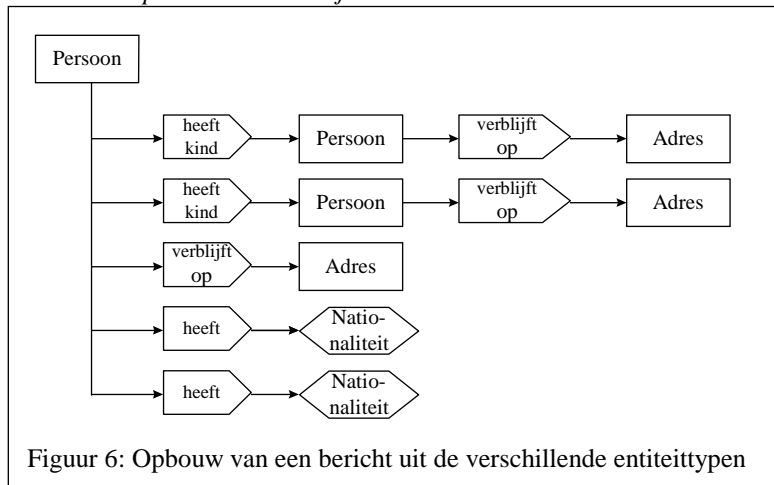 Persoon
heeft
kind
Persoon
verblijft
op
Adres
heeft
kind
Persoon
verblijft
op
Adres
verblijft
op
Adres
heeft
Natio-
naliteit
heeft
Natio-
naliteit
Figuur 6: Opbouw van een bericht uit de verschillende entiteittypen